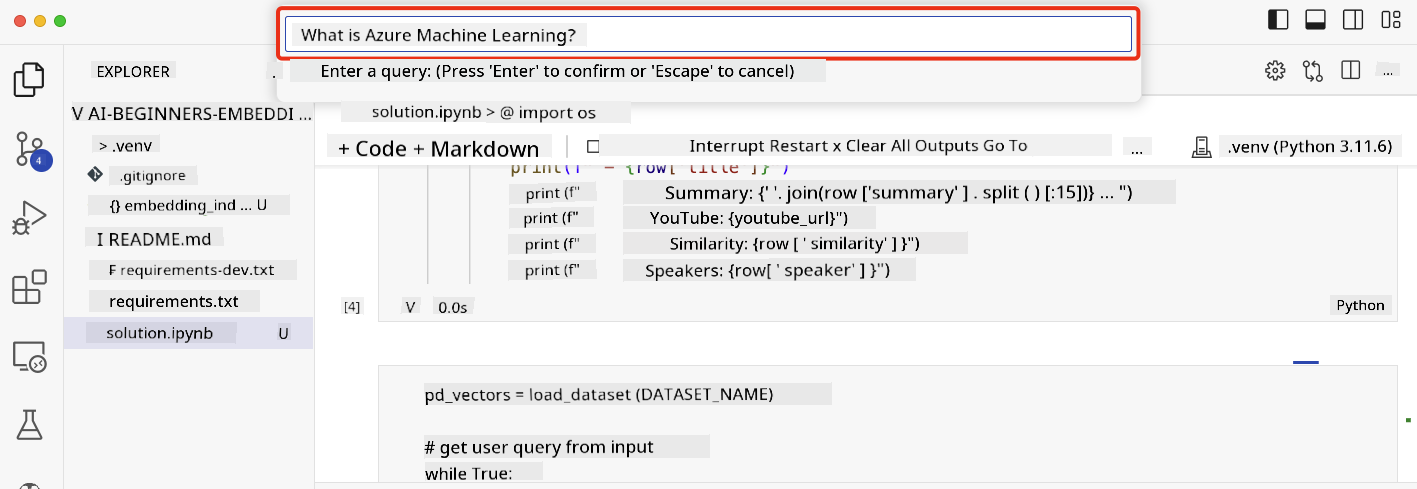 What is Azure Machine Learning?
Enter a query: (Press 'Enter' to confirm or 'Escape' to cancel)
EXPLORER
.
...
V AI-BEGINNERS-EMBEDDI ...
> .venv
.gitignore
{} embedding_ind ... U
I README.md
F requirements-dev.txt
requirements.txt
solution.ipynb U
4
solution.ipynb > @ import os
+ Code + Markdown
Interrupt Restart x Clear All Outputs Go To
...
.venv (Python 3.11.6)
print(f" = {row[ title ]} )
print (f" Summary: {' '. join(row ['summary' ] . split ( ) [:15])} ... ")
print (f" YouTube: {youtube_url}")
print (f" Similarity: {row [ ' similarity' ] }")
print (f" Speakers: {row[ ' speaker' ] }")
[4] V 0.0s Python
pd_vectors = load_dataset (DATASET_NAME)
# get user query from input
while True: